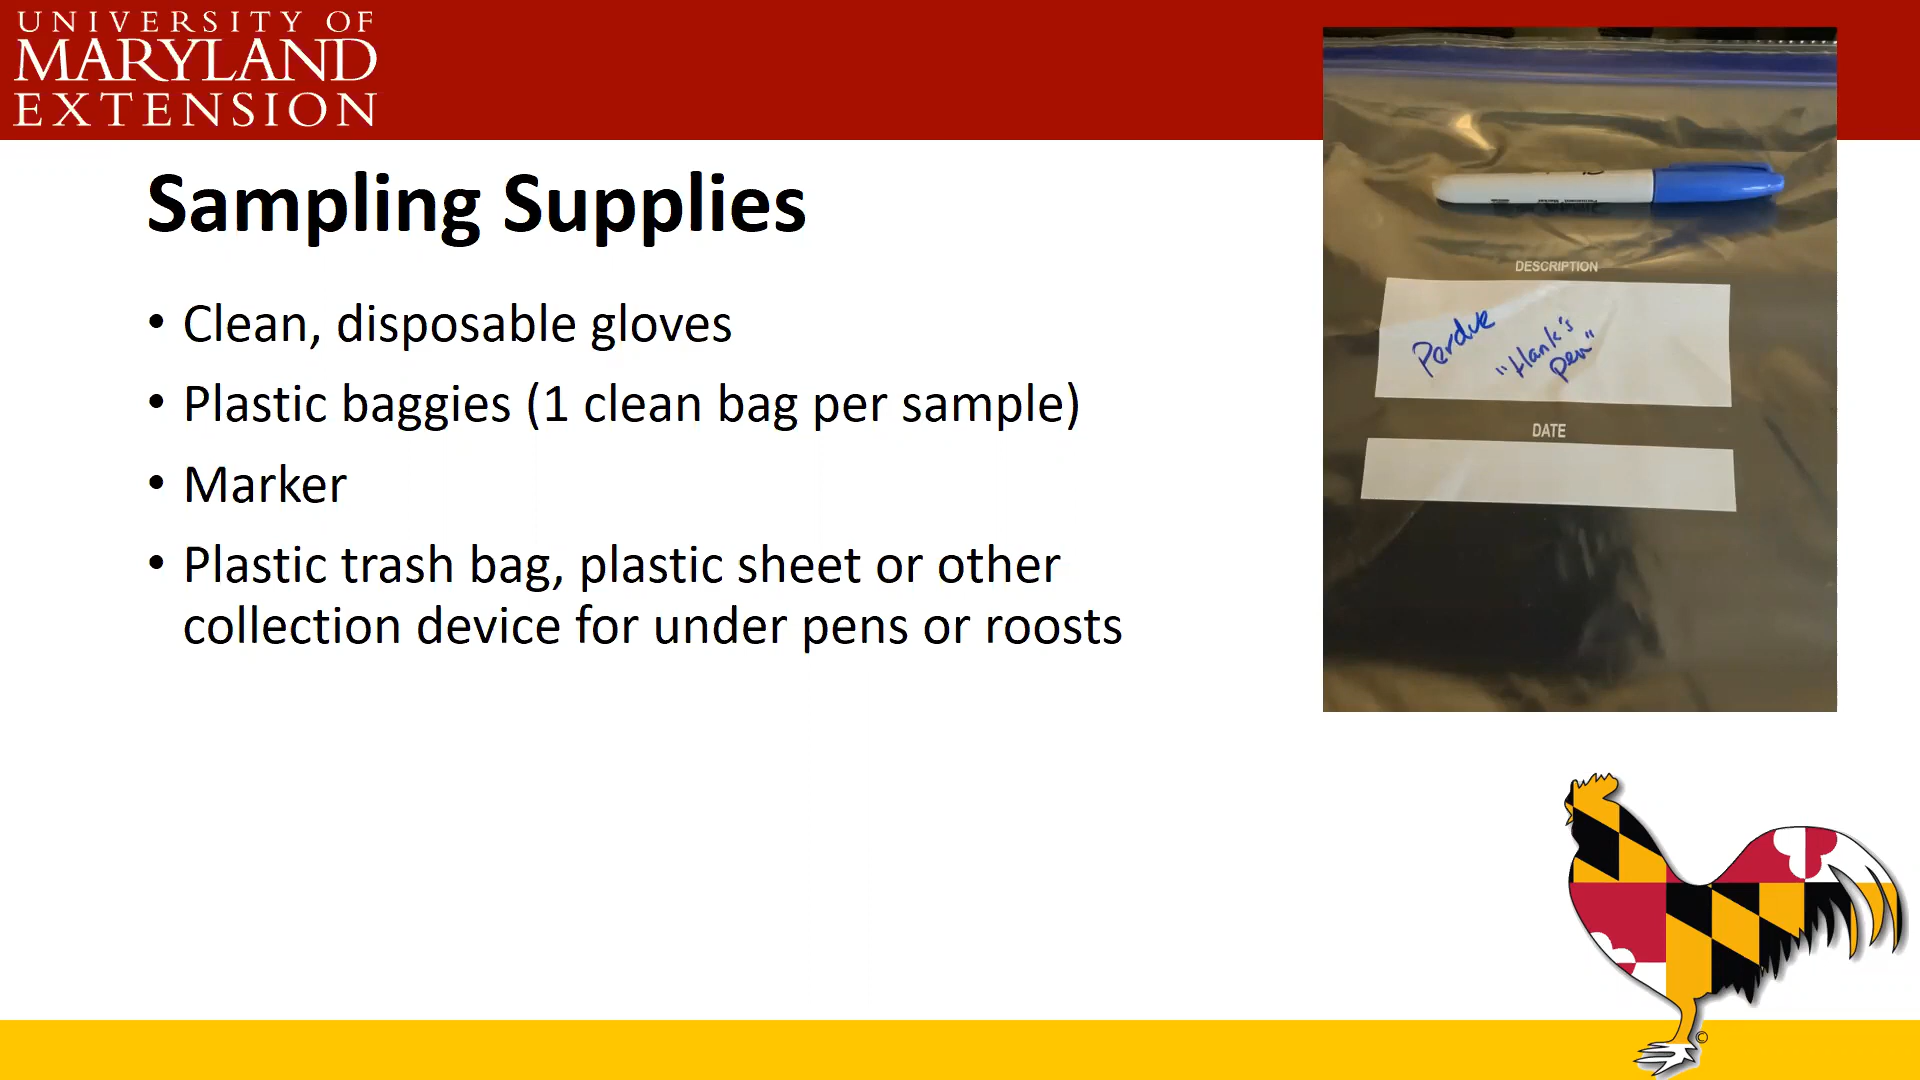 UNIVERSITY OF
MARYLAND
EXTENSION
Sampling Supplies
• Clean, disposable gloves
• Plastic baggies (1 clean bag per sample)
• Marker
• Plastic trash bag, plastic sheet or other
collection device for under pens or roosts
DESCRIPTION
Perdue
"Hank's
pen"
DATE
©